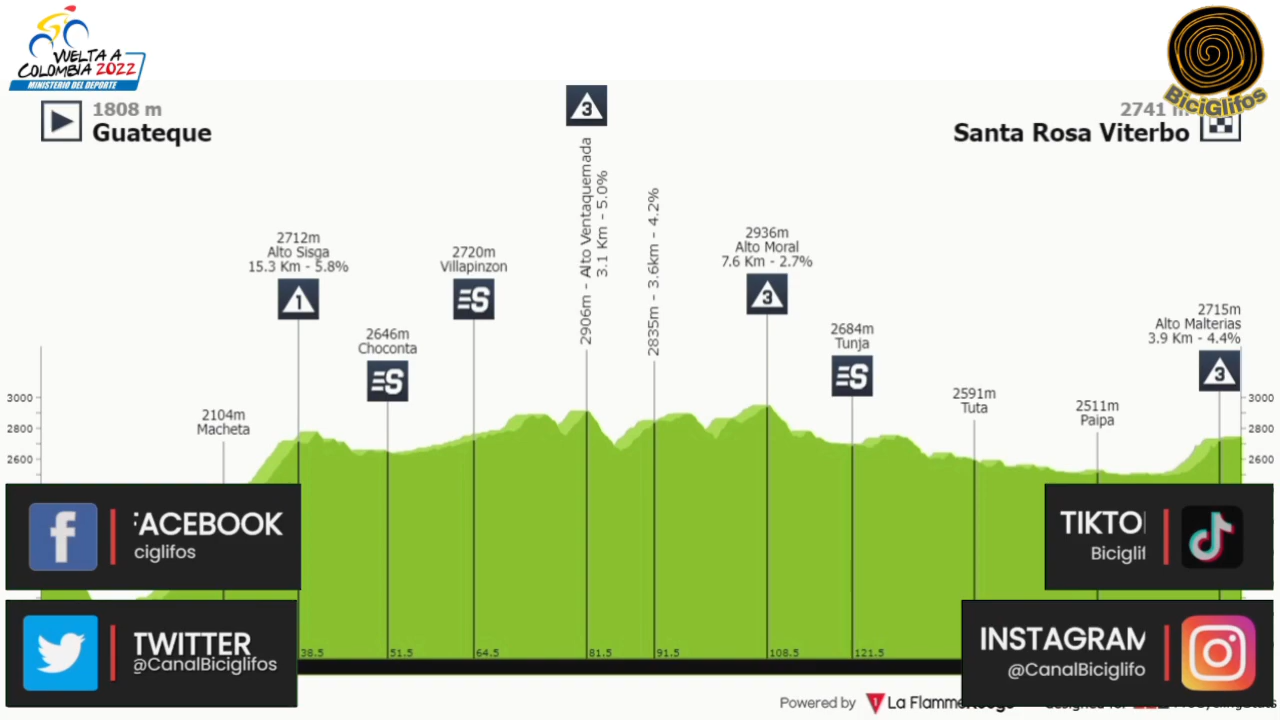 VUELTA A
COLOMBIA 2022
MINISTERIO DEL DEPORTE
BiciGlifos
1808 m
Guateque
2741 m
Santa Rosa Viterbo
3
2906m - Alto Ventaquemada
3.1 Km - 5.0%
2835m - 3.6km - 4.2%
2712m
Alto Sisga
15.3 Km - 5.8%
1
2720m
Villapinzon
S
2936m
Alto Moral
7.6 Km - 2.7%
3
2646m
Choconta
S
2684m
Tunja
S
2715m
Alto Malterias
3.9 Km - 4.4%
3
2104m
Macheta
2591m
Tuta
2511m
Paipa
3000
2800
2600
3000
2800
2600
FACEBOOK
ciglifos
TIKTO
Biciglif
TWITTER
@CanalBiciglifos
INSTAGRAM
@CanalBiciglifo
38.5
51.5
64.5
81.5
91.5
108.5
121.5
Powered by
La Flamme Rouge
designed for